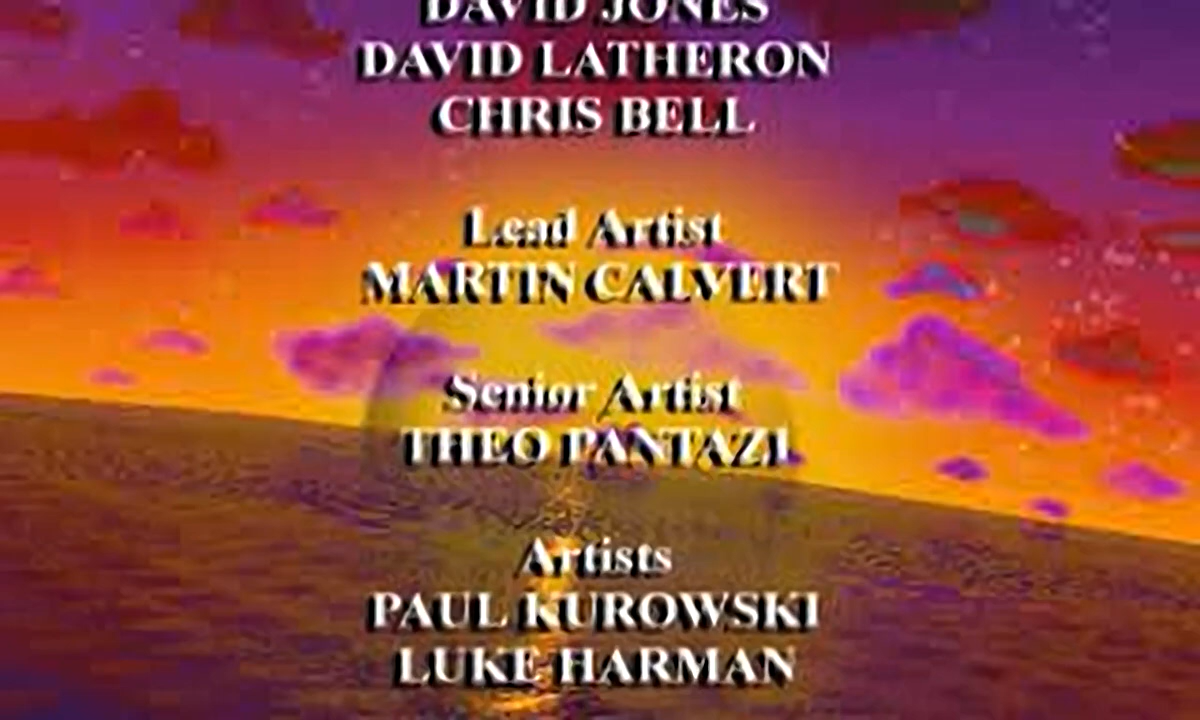 DAVID JONES
DAVID LATHERON
CHRIS BELL
Lead Artist
MARTIN CALVERT
Senior Artist
THEO PANTAZI
Artists
PAUL KUROWSKI
LUKE HARMAN